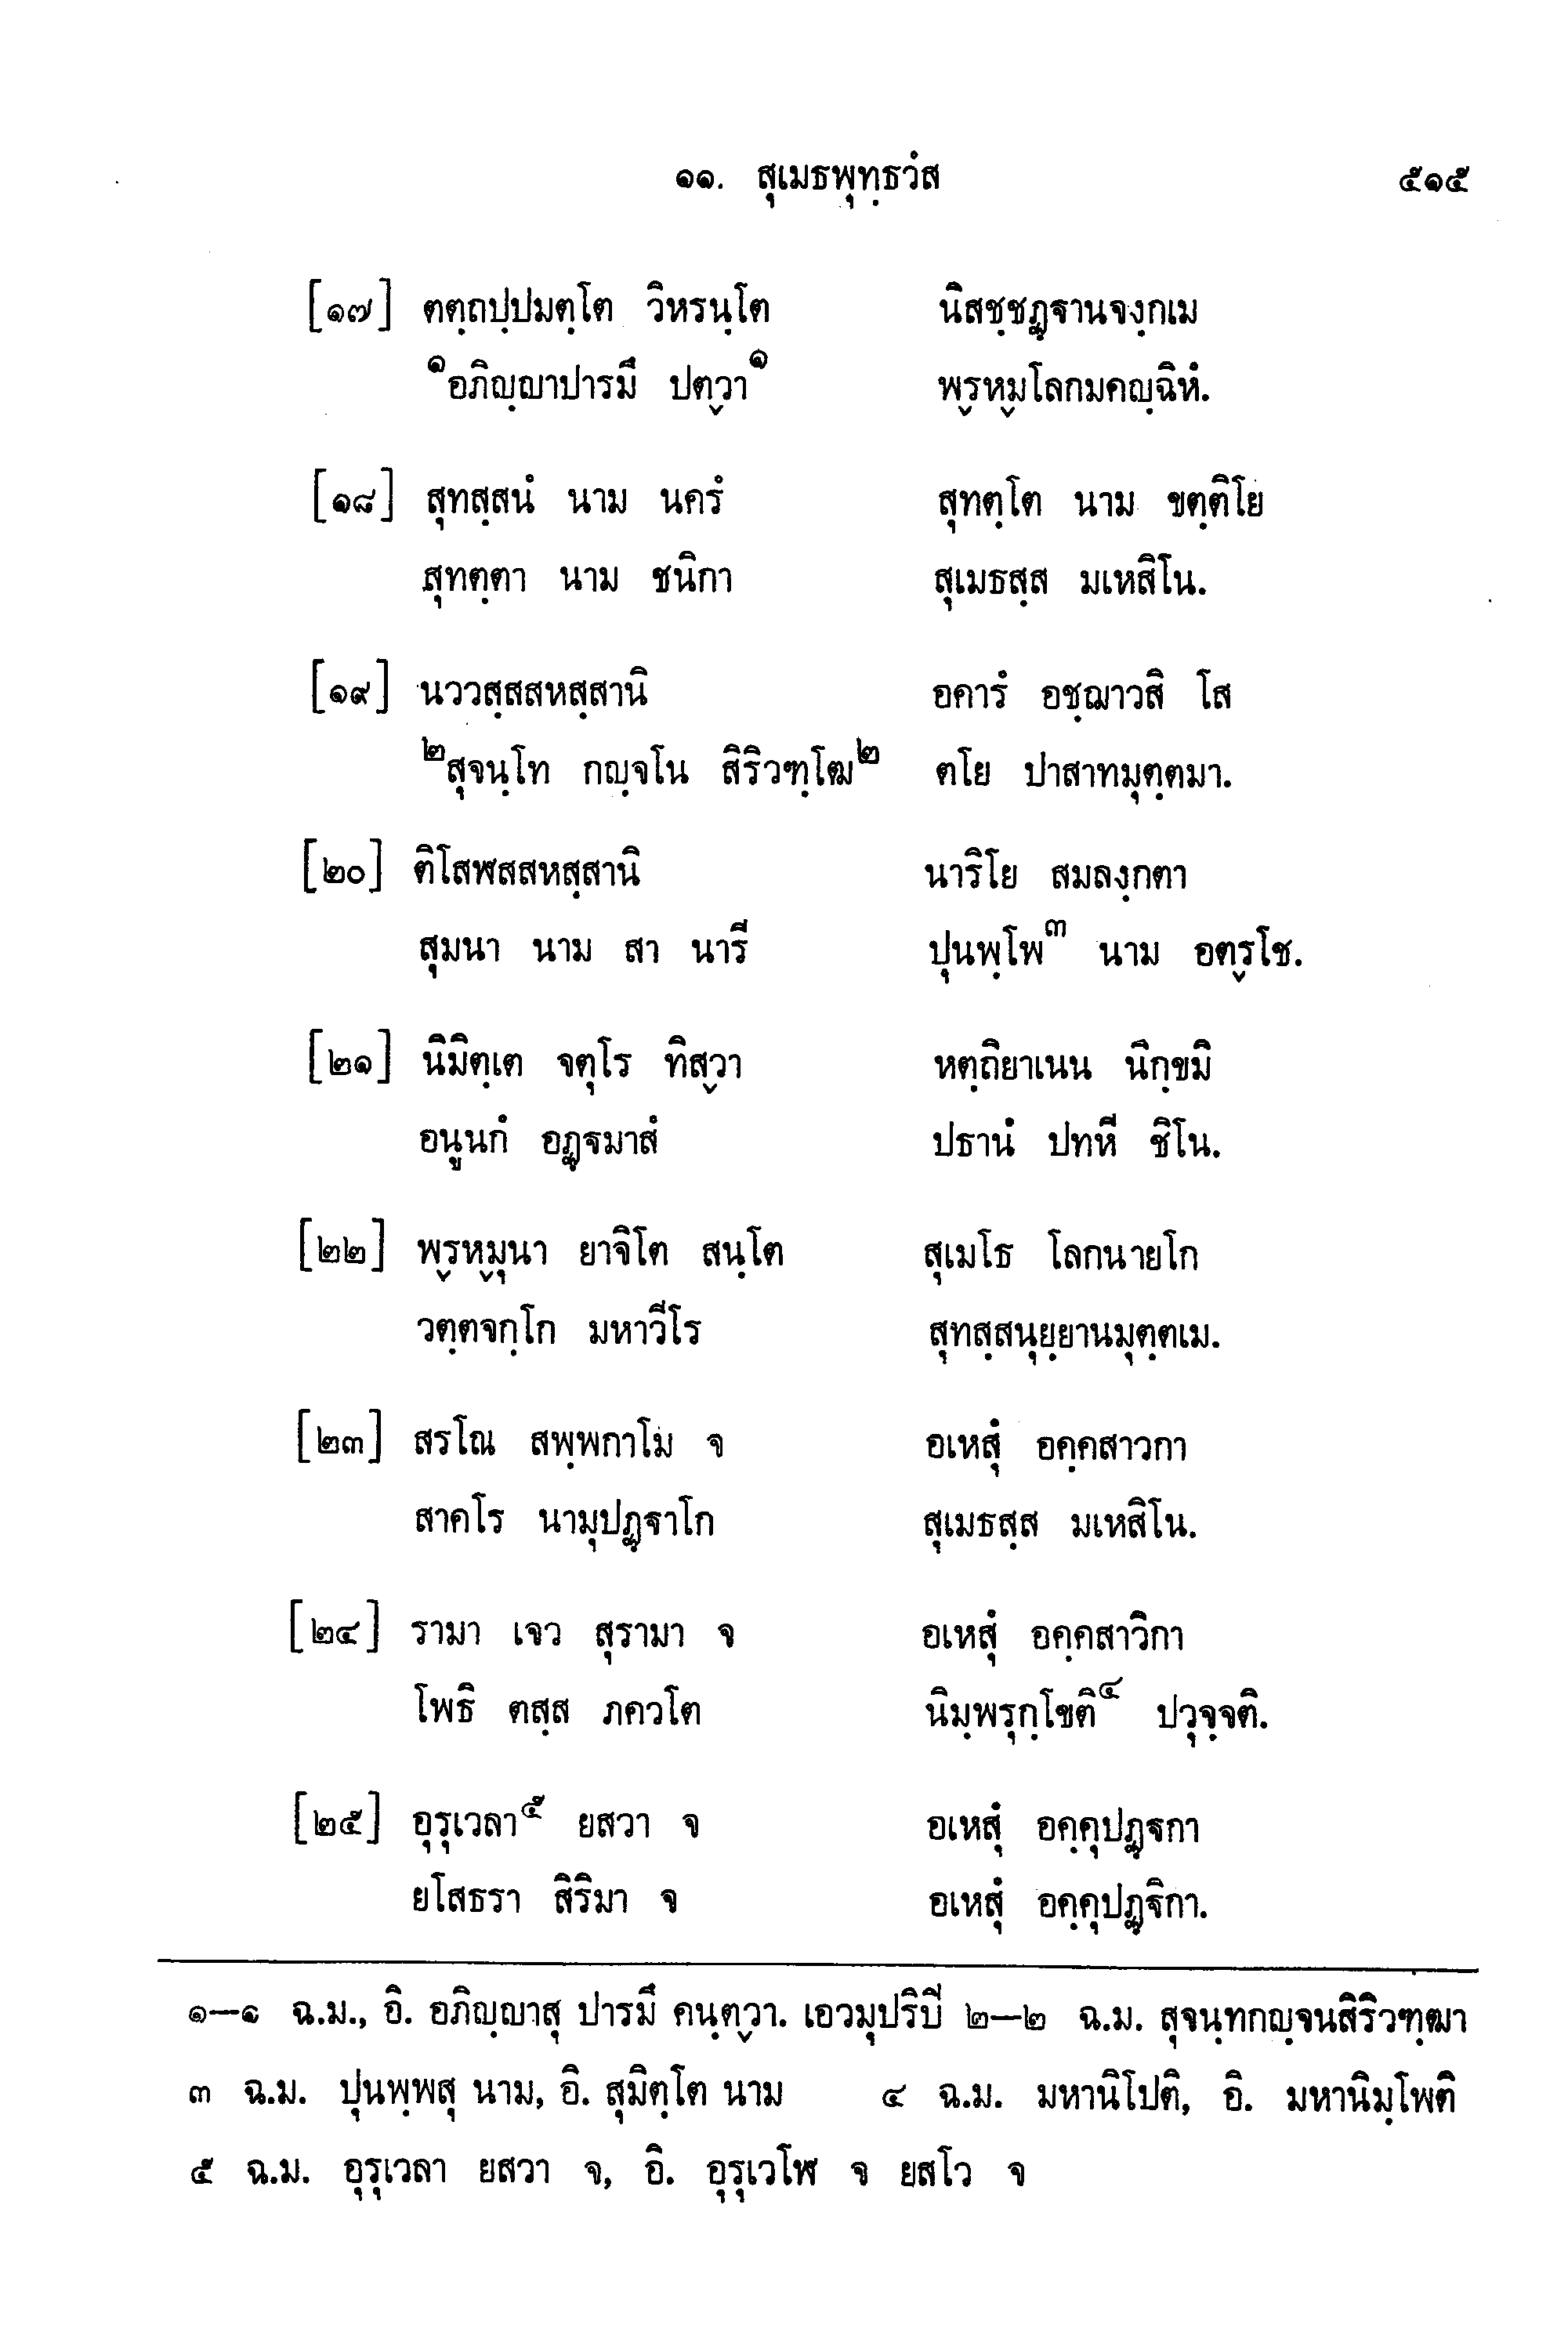 ๑๑. สุเมธพุทฺธวํส ๕๑๕
[๑๗] ตตฺถปฺปมตฺโต วิหรนฺโต นิสชฺชฏฺฐานจงฺกเม
๑อภิญฺญาปารมึ ปตฺวา๑ พฺรหฺมโลกมคญฺฉิหํ.
[๑๘] สุทสฺสนํ นาม นครํ สุทตฺโต นาม ขตฺติโย
สุทตฺตา นาม ชนิกา สุเมธสฺส มเหสิโน.
[๑๙] นววสฺสสหสฺสานิ อคารํ อชฺฌาวสิ โส
๒สุจนฺโท กญฺจโน สิริวฑฺโฒ๒ ตโย ปาสาทมุตฺตมา.
[๒๐] ติโสฬสสหสฺสานิ นาริโย สมลงฺกตา
สุมนา นาม สา นารี ปุนพฺโพ๓ นาม อตฺรโช.
[๒๑] นิมิตฺเต จตุโร ทิสฺวา หตฺถิยาเนน นิกฺขมิ
อนูนกํ อฏฺฐมาสํ ปธานํ ปทหี ชิโน.
[๒๒] พฺรหฺมุนา ยาจิโต สนฺโต สุเมโธ โลกนายโก
วตฺตจกฺโก มหาวีโร สุทสฺสนุยฺยานมุตฺตเม.
[๒๓] สรโณ สพฺพกาโม จ อเหสุํ อคฺคสาวกา
สาคโร นามุปฏฺฐาโก สุเมธสฺส มเหสิโน.
[๒๔] รามา เจว สุรามา จ อเหสุํ อคฺคสาวิกา
โพธิ ตสฺส ภควโต นิมฺพรุกฺโขติ๔ ปวุจฺจติ.
[๒๕] อุรุเวลา๕ ยสวา จ อเหสุํ อคฺคุปฏฺฐกา
ยโสธรา สิริมา จ อเหสุํ อคฺคุปฏฺฐิกา.
๑—๑ ฉ.ม., อิ. อภิญฺญาสุ ปารมึ คนฺตฺวา. เอวมุปริปิ ๒—๒ ฉ.ม. สุจนฺทกญฺจนสิริวฑฺฒา
๓ ฉ.ม. ปุนพฺพสุ นาม, อิ. สุมิตฺโต นาม ๔ ฉ.ม. มหานิโปติ, อิ. มหานิมฺโพติ
๕ ฉ.ม. อุรุเวลา ยสวา จ, อิ. อุรุเวโฬ จ ยสโว จ